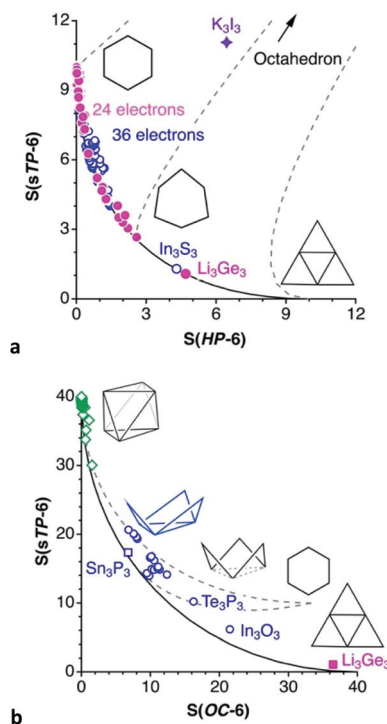 12
9
6
3
0
S(sTP-6)
K3I3
Octahedron
24 electrons
36 electrons
In3S3
Li3Ge3
0 3 6 9 12
S(HP-6)
a
40
30
20
10
0
S(sTP-6)
Sn3P3
Te3P3
In3O3
Li3Ge3
0 10 20 30 40
S(OC-6)
b